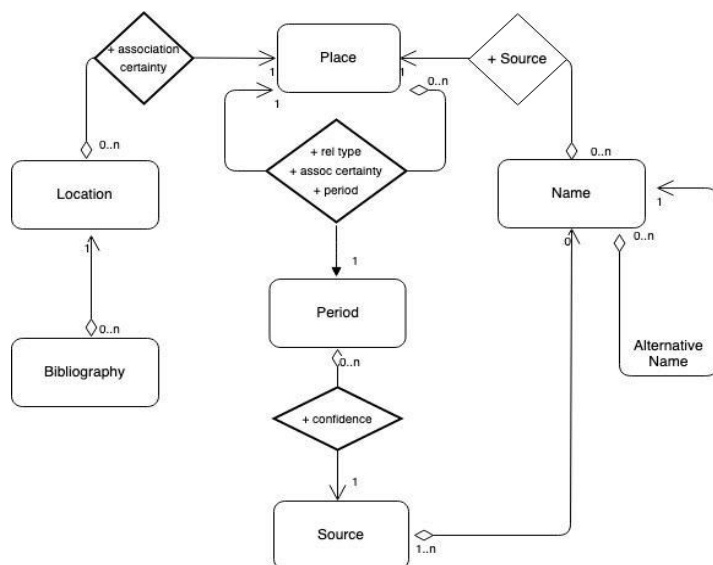 + association
certainty
Place
+ Source
1
1
1
0..n
0..n
0..n
+ rel type
+ assoc certainty
+ period
Location
Name
1
0
0..n
1
1
Period
0..n
Bibliography
Alternative
Name
0..n
+ confidence
1
Source
1..n